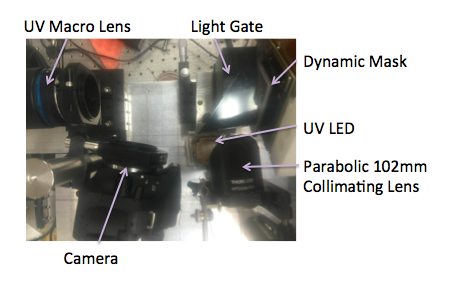 UV Macro Lens
Light Gate
Dynamic Mask
UV LED
Parabolic 102mm
Collimating Lens
Camera